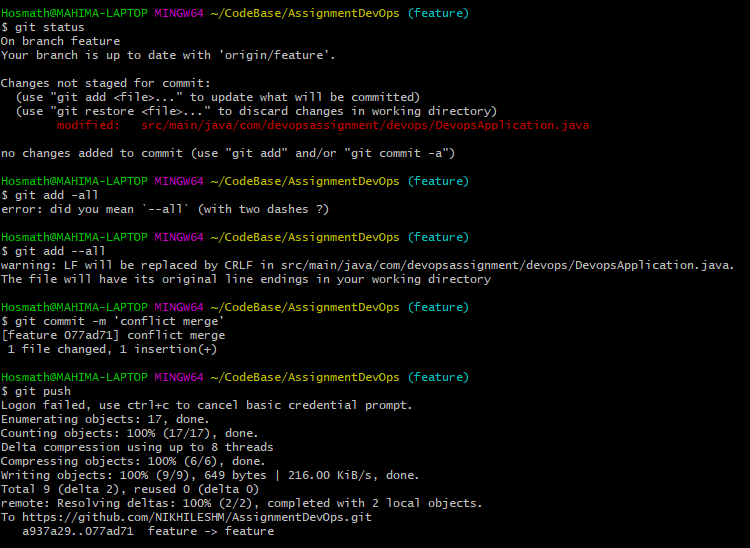 Hosmath@MAHIMA-LAPTOP MINGW64 ~/CodeBase/AssignmentDevOps (feature)
$ git status
On branch feature
Your branch is up to date with 'origin/feature'.
Changes not staged for commit:
  (use "git add <file>..." to update what will be committed)
  (use "git restore <file>..." to discard changes in working directory)
        modified:   src/main/java/com/devopsassignment/devops/DevopsApplication.java
no changes added to commit (use "git add" and/or "git commit -a")
Hosmath@MAHIMA-LAPTOP MINGW64 ~/CodeBase/AssignmentDevOps (feature)
$ git add -all
error: did you mean `--all` (with two dashes ?)
Hosmath@MAHIMA-LAPTOP MINGW64 ~/CodeBase/AssignmentDevOps (feature)
$ git add --all
warning: LF will be replaced by CRLF in src/main/java/com/devopsassignment/devops/DevopsApplication.java.
The file will have its original line endings in your working directory
Hosmath@MAHIMA-LAPTOP MINGW64 ~/CodeBase/AssignmentDevOps (feature)
$ git commit -m 'conflict merge'
[feature 077ad71] conflict merge
 1 file changed, 1 insertion(+)
Hosmath@MAHIMA-LAPTOP MINGW64 ~/CodeBase/AssignmentDevOps (feature)
$ git push
Logon failed, use ctrl+c to cancel basic credential prompt.
Enumerating objects: 17, done.
Counting objects: 100% (17/17), done.
Delta compression using up to 8 threads
Compressing objects: 100% (6/6), done.
Writing objects: 100% (9/9), 649 bytes | 216.00 KiB/s, done.
Total 9 (delta 2), reused 0 (delta 0)
remote: Resolving deltas: 100% (2/2), completed with 2 local objects.
To https://github.com/NIKHILESHM/AssignmentDevOps.git
   a937a29..077ad71  feature -> feature